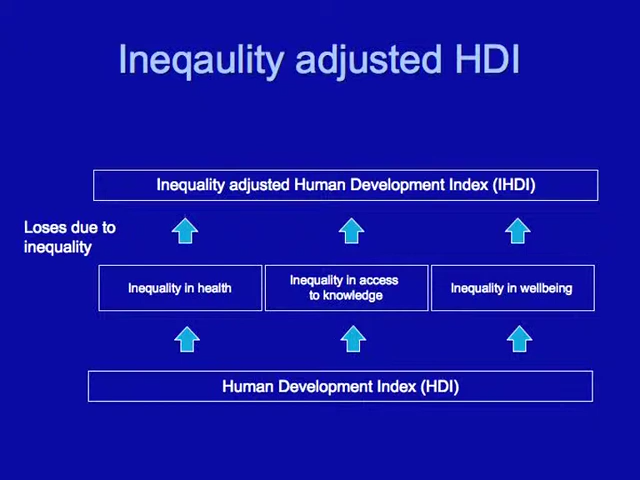 Ineqaulity adjusted HDI
Inequality adjusted Human Development Index (IHDI)
Loses due to
inequality
Inequality in health
Inequality in access
to knowledge
Inequality in wellbeing
Human Development Index (HDI)